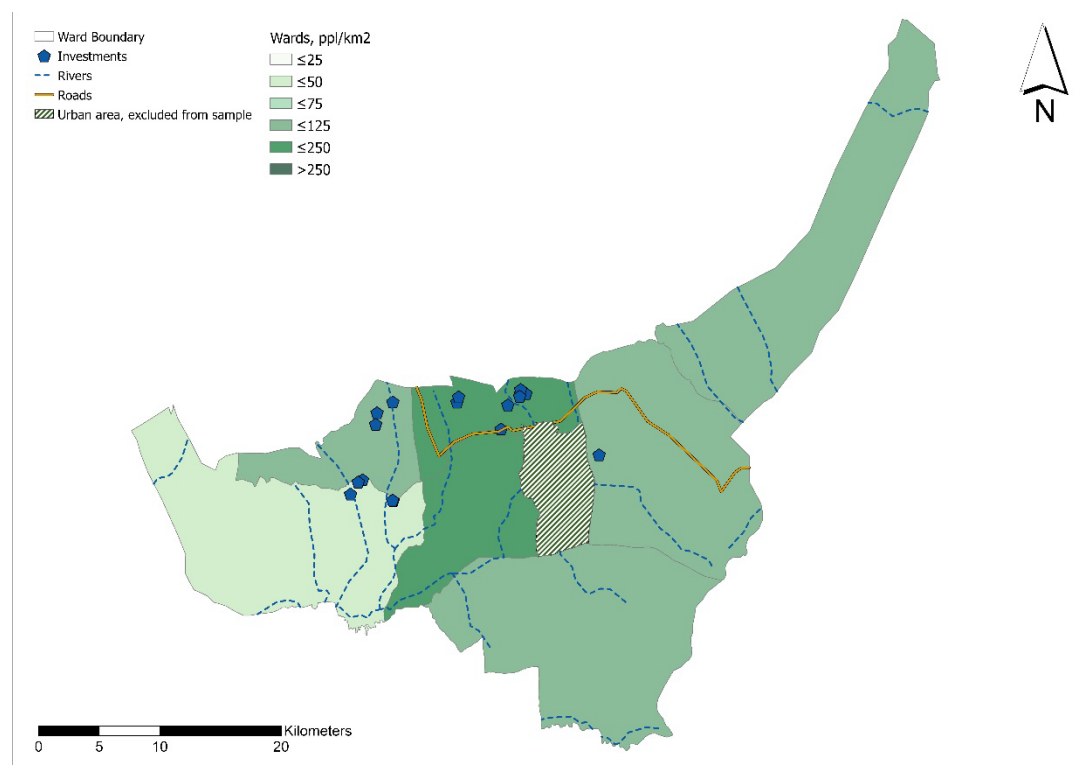 Ward Boundary
Investments
Rivers
Roads
Urban area, excluded from sample
Wards, ppl/km2
≤25
≤50
≤75
≤125
≤250
>250
N
Kilometers
0 5 10 20